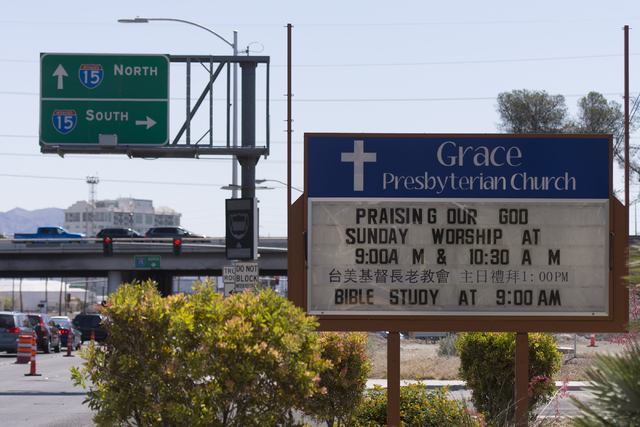 15 NORTH
15 SOUTH
Grace
Presbyterian Church
PRAISING OUR GOD
SUNDAY WORSHIP AT
9:00A M & 10:30 A M
台美基督長老教會 主日禮拜1:00PM
BIBLE STUDY AT 9:00 AM
DO NOT
BLOCK